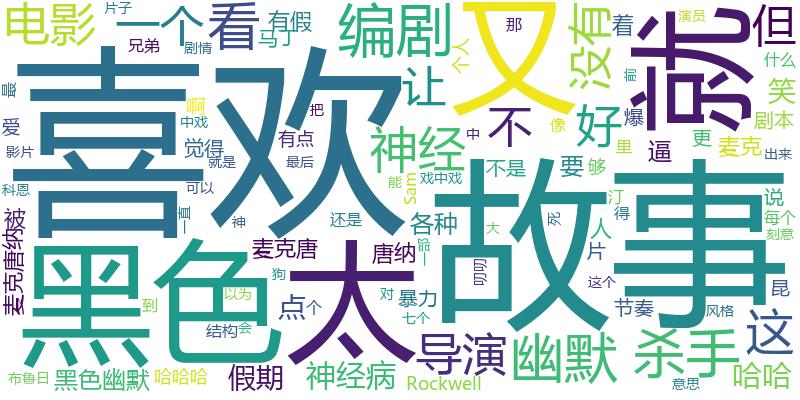 电影
一个
看
有假
片子
马丁
兄弟
剧情
编剧
个人
又
那
没有
着
演员
前
就
但
什么
笑
最
喜欢
啊
让
不
好
爆
剧本
爱
中戏
有点
把
神经
中
像
里
更
麦克
影片
觉得
就是
最后
不是
要
够
逼
出来
科恩
可以
能
戏中戏
Sam
汀
说
一直
神
还是
各种
故事
死
得
人
每个
刻意
麦克唐纳
黑色
麦克唐
太
唐纳
大
叨叨
片
这个
狗
到
以为
点
个
对
暴力
七个
节奏
昆
结构
会
导演
幽默
杀手
风格
这
布鲁日
黑色幽默
哈哈哈
假期
神经病
Rockwell
意思
哈哈